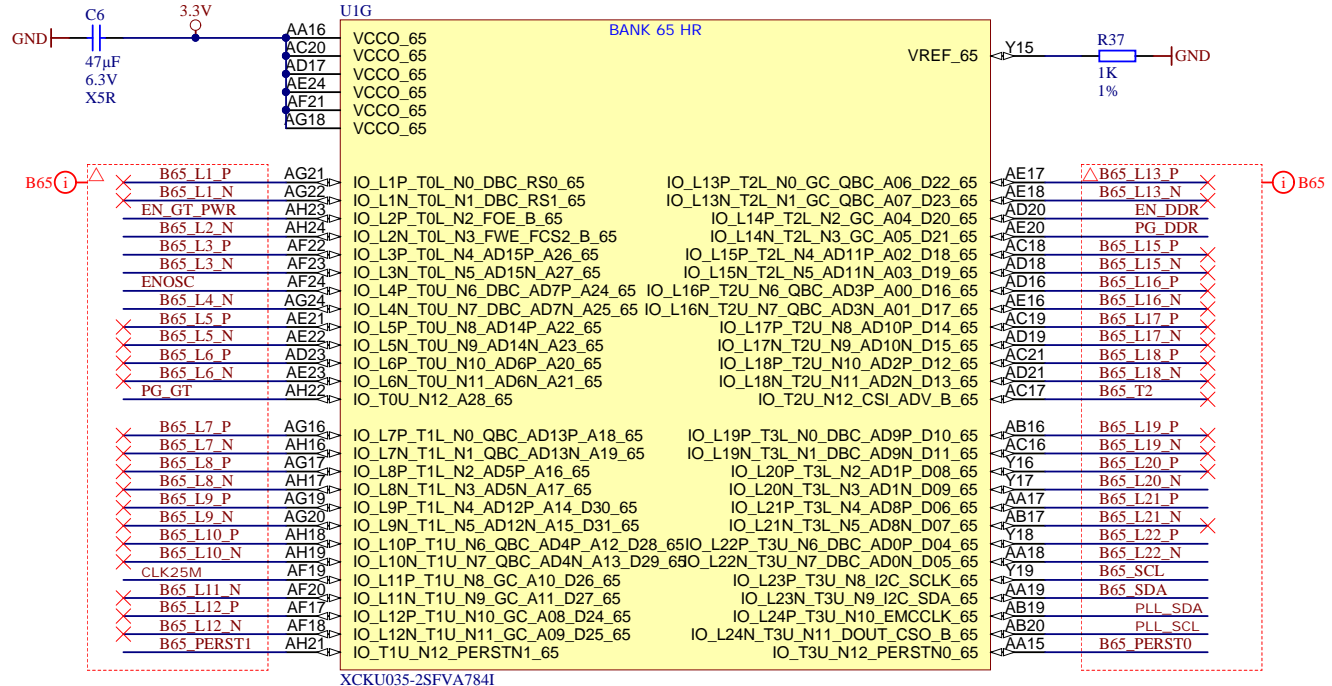 C6
3.3V
GND
47µF
6.3V
X5R
U1G
BANK 65 HR
AA16 VCCO_65
AC20 VCCO_65
AD17 VCCO_65
AE24 VCCO_65
AF21 VCCO_65
AG18 VCCO_65
VREF_65 Y15
R37
GND
1K
1%
B65 i
i B65
B65_L1_P AG21 IO_L1P_T0L_N0_DBC_RS0_65
B65_L1_N AG22 IO_L1N_T0L_N1_DBC_RS1_65
EN_GT_PWR AH23 IO_L2P_T0L_N2_FOE_B_65
B65_L2_N AH24 IO_L2N_T0L_N3_FWE_FCS2_B_65
B65_L3_P AF22 IO_L3P_T0L_N4_AD15P_A26_65
B65_L3_N AF23 IO_L3N_T0L_N5_AD15N_A27_65
ENOSC AF24 IO_L4P_T0U_N6_DBC_AD7P_A24_65
B65_L4_N AG24 IO_L4N_T0U_N7_DBC_AD7N_A25_65
B65_L5_P AE21 IO_L5P_T0U_N8_AD14P_A22_65
B65_L5_N AE22 IO_L5N_T0U_N9_AD14N_A23_65
B65_L6_P AD23 IO_L6P_T0U_N10_AD6P_A20_65
B65_L6_N AE23 IO_L6N_T0U_N11_AD6N_A21_65
PG_GT AH22 IO_T0U_N12_A28_65
B65_L7_P AG16 IO_L7P_T1L_N0_QBC_AD13P_A18_65
B65_L7_N AH16 IO_L7N_T1L_N1_QBC_AD13N_A19_65
B65_L8_P AG17 IO_L8P_T1L_N2_AD5P_A16_65
B65_L8_N AH17 IO_L8N_T1L_N3_AD5N_A17_65
B65_L9_P AG19 IO_L9P_T1L_N4_AD12P_A14_D30_65
B65_L9_N AG20 IO_L9N_T1L_N5_AD12N_A15_D31_65
B65_L10_P AH18 IO_L10P_T1U_N6_QBC_AD4P_A12_D28_65
B65_L10_N AH19 IO_L10N_T1U_N7_QBC_AD4N_A13_D29_65
CLK25M AF19 IO_L11P_T1U_N8_GC_A10_D26_65
B65_L11_N AF20 IO_L11N_T1U_N9_GC_A11_D27_65
B65_L12_P AF17 IO_L12P_T1U_N10_GC_A08_D24_65
B65_L12_N AF18 IO_L12N_T1U_N11_GC_A09_D25_65
B65_PERST1 AH21 IO_T1U_N12_PERSTN1_65
IO_L13P_T2L_N0_GC_QBC_A06_D22_65 AE17 B65_L13_P
IO_L13N_T2L_N1_GC_QBC_A07_D23_65 AE18 B65_L13_N
IO_L14P_T2L_N2_GC_A04_D20_65 AD20 EN_DDR
IO_L14N_T2L_N3_GC_A05_D21_65 AE20 PG_DDR
IO_L15P_T2L_N4_AD11P_A02_D18_65 AC18 B65_L15_P
IO_L15N_T2L_N5_AD11N_A03_D19_65 AD18 B65_L15_N
IO_L16P_T2U_N6_QBC_AD3P_A00_D16_65 AD16 B65_L16_P
IO_L16N_T2U_N7_QBC_AD3N_A01_D17_65 AE16 B65_L16_N
IO_L17P_T2U_N8_AD10P_D14_65 AC19 B65_L17_P
IO_L17N_T2U_N9_AD10N_D15_65 AD19 B65_L17_N
IO_L18P_T2U_N10_AD2P_D12_65 AC21 B65_L18_P
IO_L18N_T2U_N11_AD2N_D13_65 AD21 B65_L18_N
IO_T2U_N12_CSI_ADV_B_65 AC17 B65_T2
IO_L19P_T3L_N0_DBC_AD9P_D10_65 AB16 B65_L19_P
IO_L19N_T3L_N1_DBC_AD9N_D11_65 AC16 B65_L19_N
IO_L20P_T3L_N2_AD1P_D08_65 Y16 B65_L20_P
IO_L20N_T3L_N3_AD1N_D09_65 Y17 B65_L20_N
IO_L21P_T3L_N4_AD8P_D06_65 AA17 B65_L21_P
IO_L21N_T3L_N5_AD8N_D07_65 AB17 B65_L21_N
IO_L22P_T3U_N6_DBC_AD0P_D04_65 Y18 B65_L22_P
IO_L22N_T3U_N7_DBC_AD0N_D05_65 AA18 B65_L22_N
IO_L23P_T3U_N8_I2C_SCLK_65 Y19 B65_SCL
IO_L23N_T3U_N9_I2C_SDA_65 AA19 B65_SDA
IO_L24P_T3U_N10_EMCCLK_65 AB19 PLL_SDA
IO_L24N_T3U_N11_DOUT_CSO_B_65 AB20 PLL_SCL
IO_T3U_N12_PERSTN0_65 AA15 B65_PERST0
XCKU035-2SFVA784I